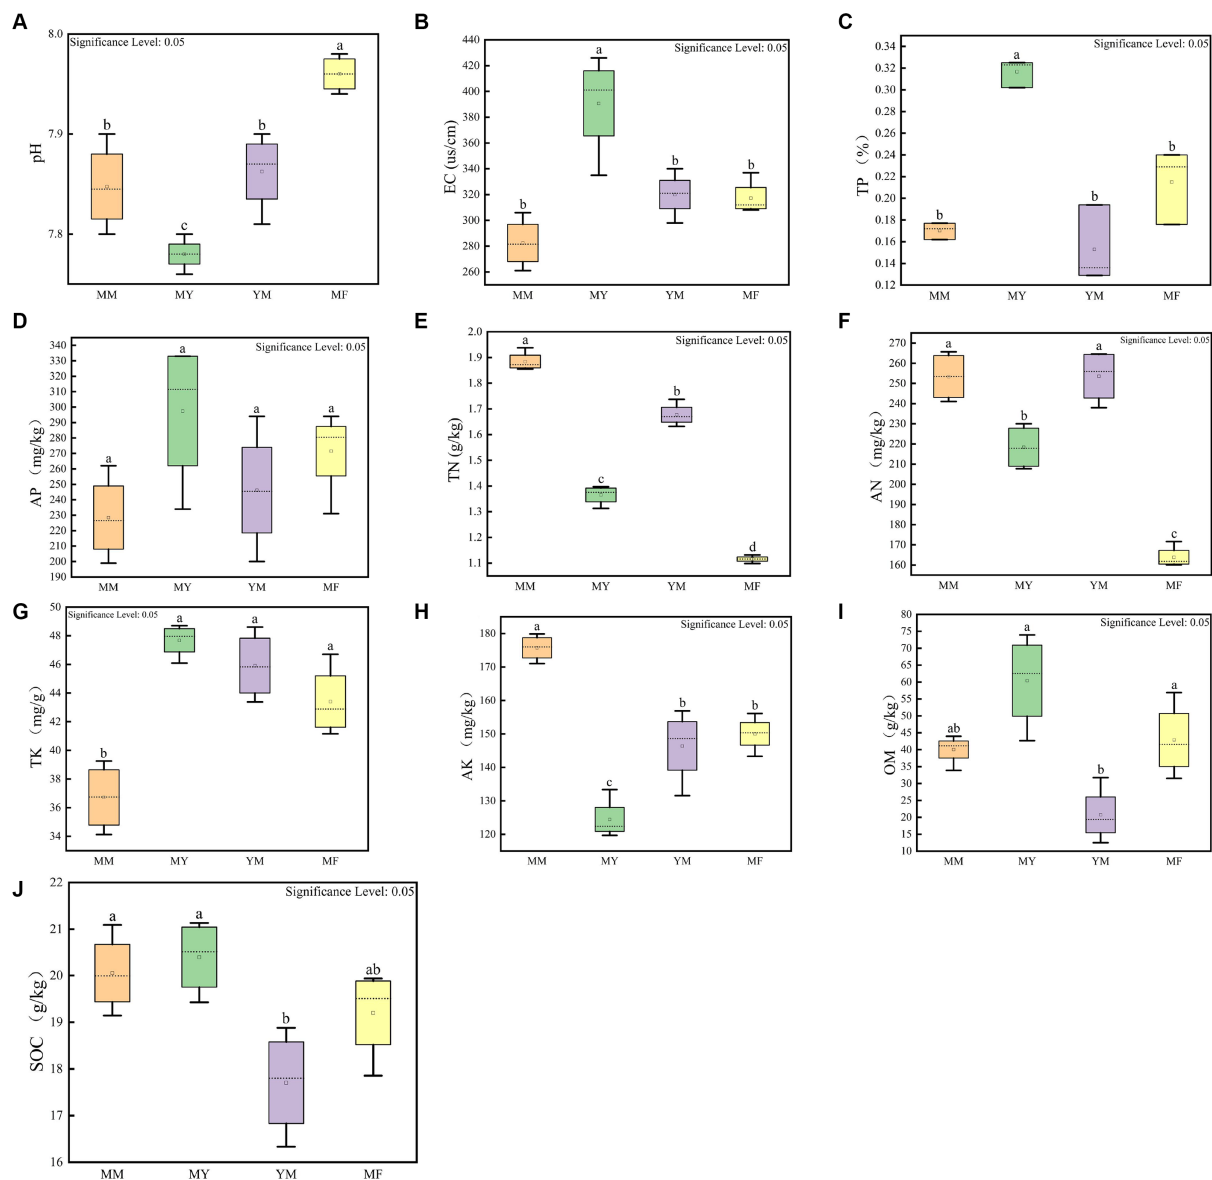 A
Significance Level: 0.05
pH
8.0
7.9
7.8
b
c
b
a
MM MY YM MF
B
Significance Level: 0.05
EC (us/cm)
440
420
400
380
360
340
320
300
280
260
b
a
b
b
MM MY YM MF
C
Significance Level: 0.05
TP (%)
0.34
0.32
0.30
0.28
0.26
0.24
0.22
0.20
0.18
0.16
0.14
0.12
b
a
b
b
MM MY YM MF
D
Significance Level: 0.05
AP (mg/kg)
340
330
320
310
300
290
280
270
260
250
240
230
220
210
200
190
a
a
a
a
MM MY YM MF
E
Significance Level: 0.05
TN (g/kg)
2.0
1.9
1.8
1.7
1.6
1.5
1.4
1.3
1.2
1.1
a
c
b
d
MM MY YM MF
F
Significance Level: 0.05
AN (mg/kg)
270
260
250
240
230
220
210
200
190
180
170
160
a
b
a
c
MM MY YM MF
G
Significance Level: 0.05
TK (mg/g)
50
48
46
44
42
40
38
36
34
b
a
a
a
MM MY YM MF
H
Significance Level: 0.05
AK (mg/kg)
180
170
160
150
140
130
120
a
c
b
b
MM MY YM MF
I
Significance Level: 0.05
OM (g/kg)
80
75
70
65
60
55
50
45
40
35
30
25
20
15
10
ab
a
b
a
MM MY YM MF
J
Significance Level: 0.05
SOC (g/kg)
22
21
20
19
18
17
16
a
a
b
ab
MM MY YM MF